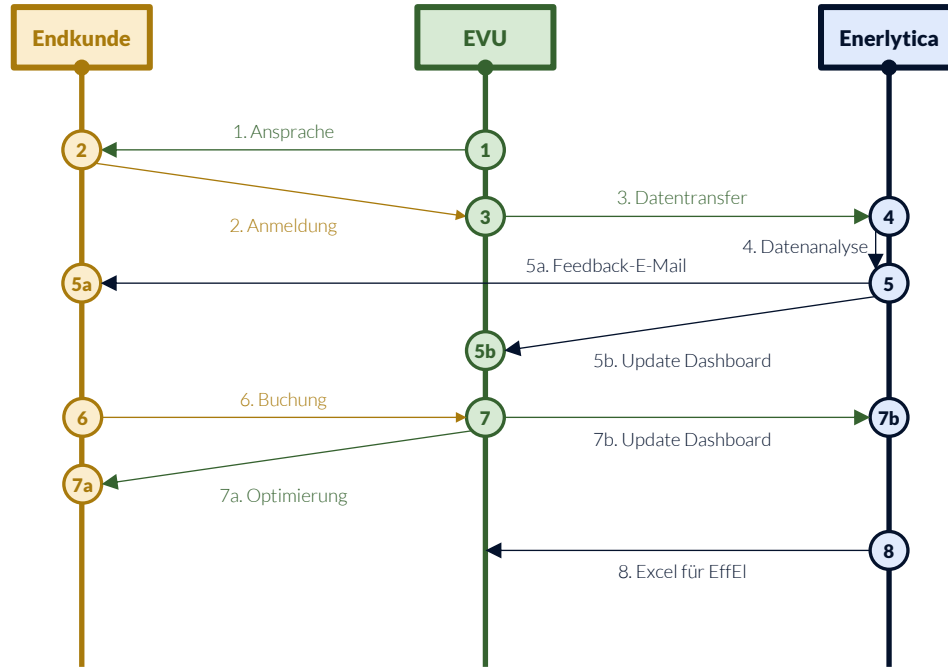 Endkunde
EVU
Enerlytica
1. Ansprache
2
1
2. Anmeldung
3
3. Datentransfer
4
4. Datenanalyse
5a. Feedback-E-Mail
5a
5
5b
5b. Update Dashboard
6. Buchung
6
7
7b
7b. Update Dashboard
7a
7a. Optimierung
8
8. Excel für EffEl